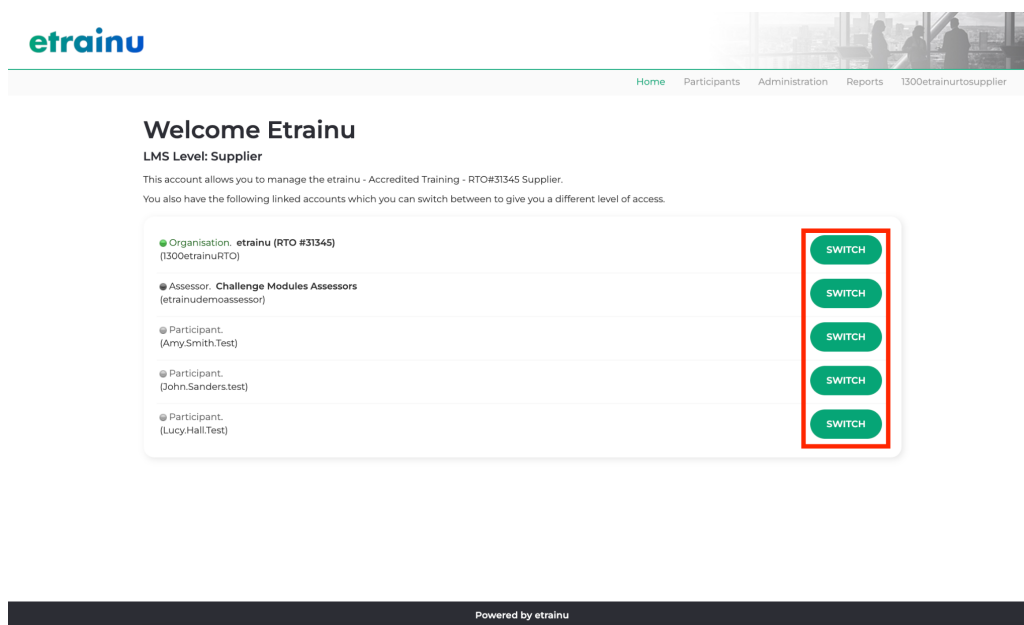 etrainu
Home Participants Administration Reports 1300etrainurtosupplier
Welcome Etrainu
LMS Level: Supplier
This account allows you to manage the etrainu - Accredited Training - RTO#31345 Supplier.
You also have the following linked accounts which you can switch between to give you a different level of access.
Organisation. etrainu (RTO #31345)
(1300etrainuRTO)
SWITCH
Assessor. Challenge Modules Assessors
(etrainudemoassessor)
SWITCH
Participant.
(Amy.Smith.Test)
SWITCH
Participant.
(John.Sanders.test)
SWITCH
Participant.
(Lucy.Hall.Test)
SWITCH
Powered by etrainu